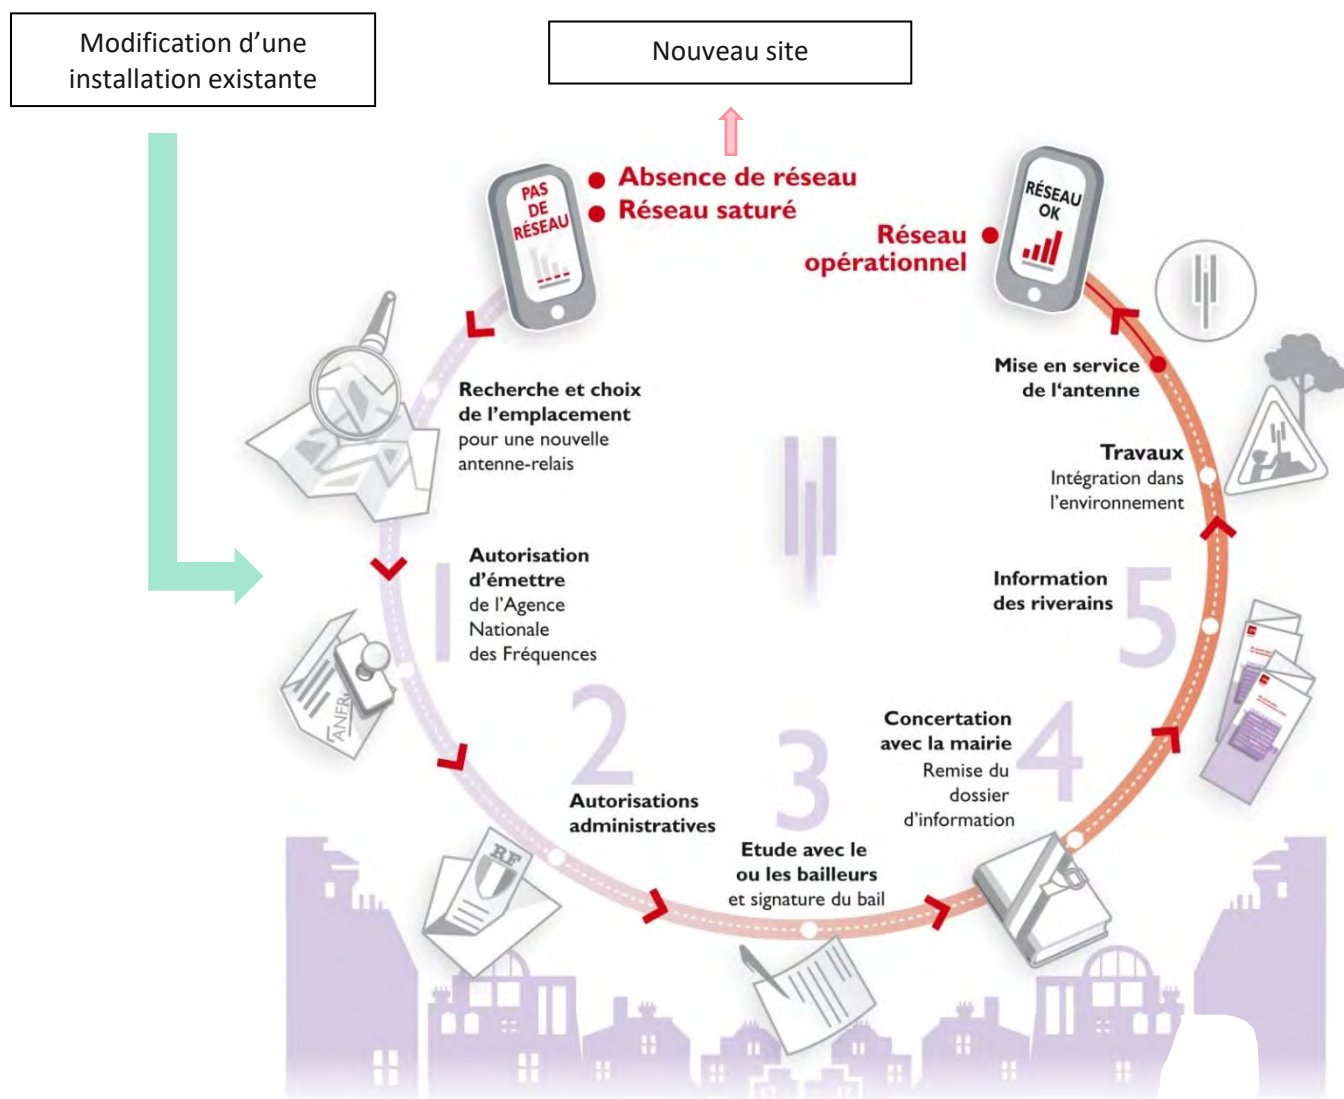 Modification d’une
installation existante
Nouveau site
PAS
DE
RÉSEAU
Absence de réseau
Réseau saturé
Réseau
opérationnel
RÉSEAU
OK
Recherche et choix
de l’emplacement
pour une nouvelle
antenne-relais
1
Autorisation
d’émettre
de l’Agence
Nationale
des Fréquences
ANFR
2
Autorisations
administratives
RF
3
Etude avec le
ou les bailleurs
et signature du bail
4
Concertation
avec la mairie
Remise du
dossier
d’information
5
Information
des riverains
Travaux
Intégration dans
l’environnement
Mise en service
de l‘antenne